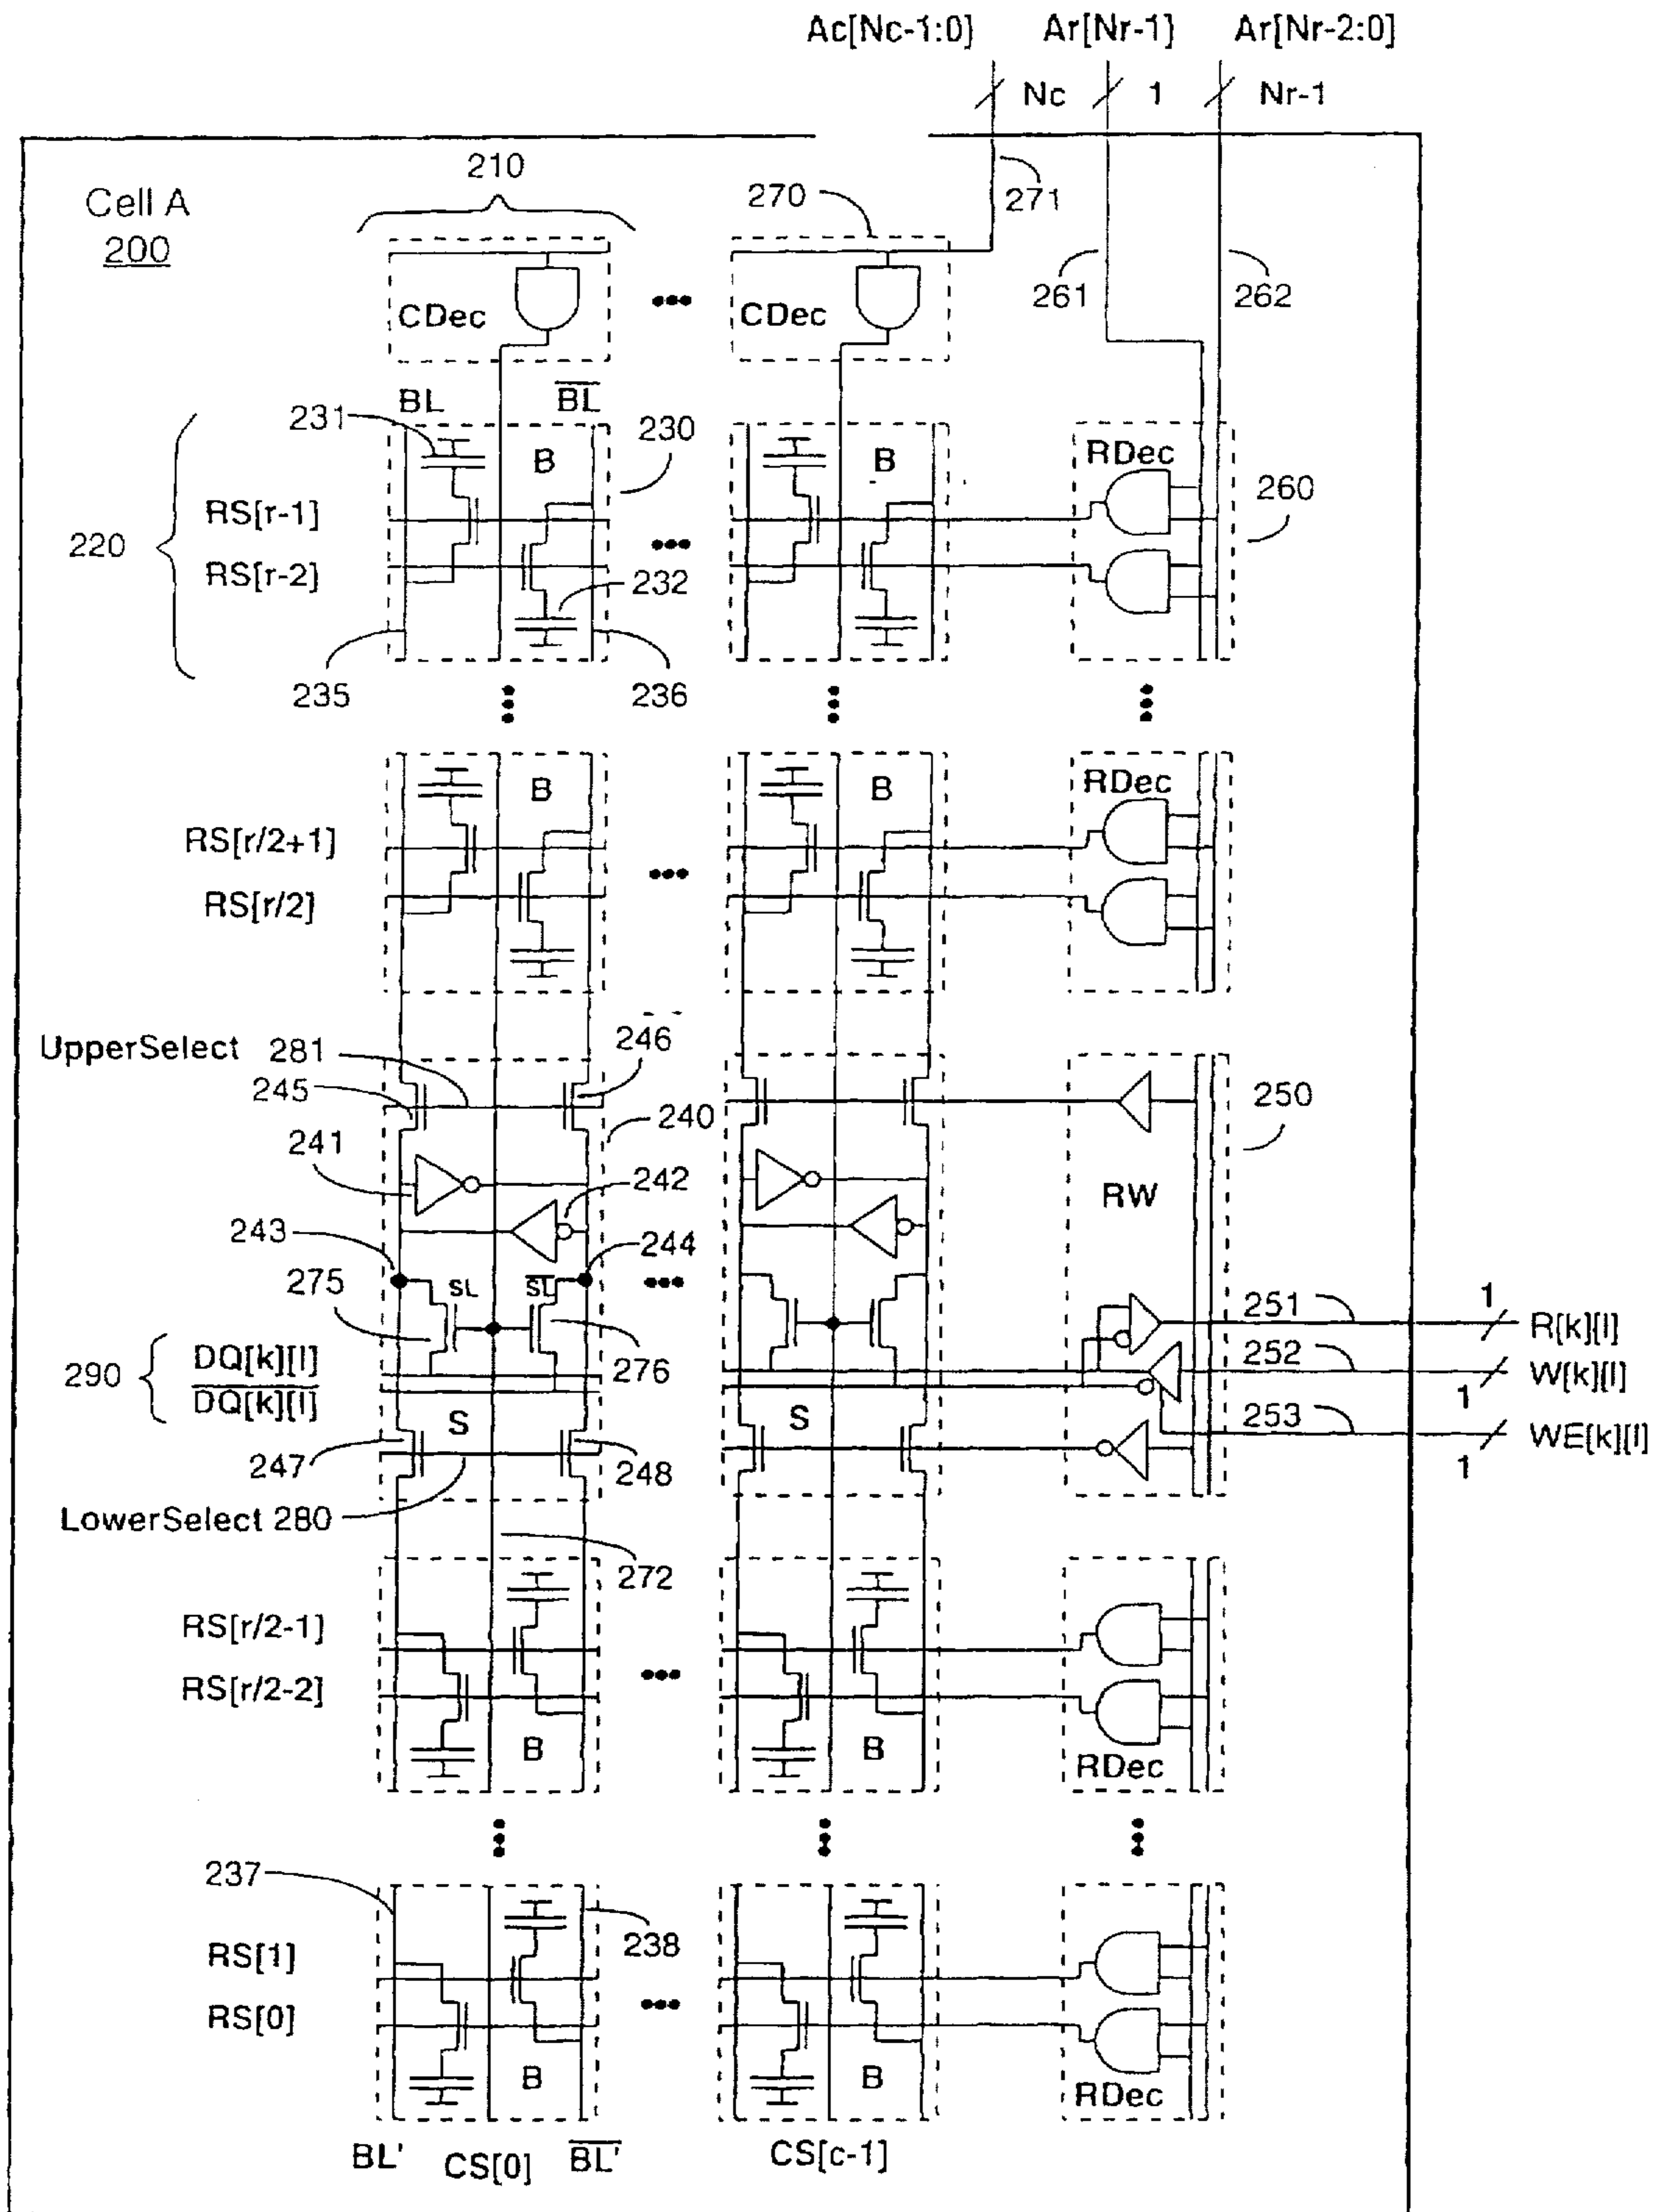 Ac[Nc-1:0] Ar[Nr-1] Ar[Nr-2:0]
Nc 1 Nr-1
210
Cell A
200
270
271
261
262
CDec
CDec
BL
BL
231
230
B
B
RDec
RS[r-1]
260
220
RS[r-2]
232
235
236
B
B
RDec
RS[r/2+1]
RS[r/2]
UpperSelect 281
246
245
240
250
241
242
RW
243
244
275
SL
SL
251
1
R[k][l]
290
DQ[k][l]
DQ[k][l]
276
252
1
W[k][l]
S
S
253
1
WE[k][l]
247
248
LowerSelect 280
272
RS[r/2-1]
RS[r/2-2]
B
B
RDec
237
238
RS[1]
RS[0]
B
B
RDec
BL' CS[0] BL' CS[c-1]